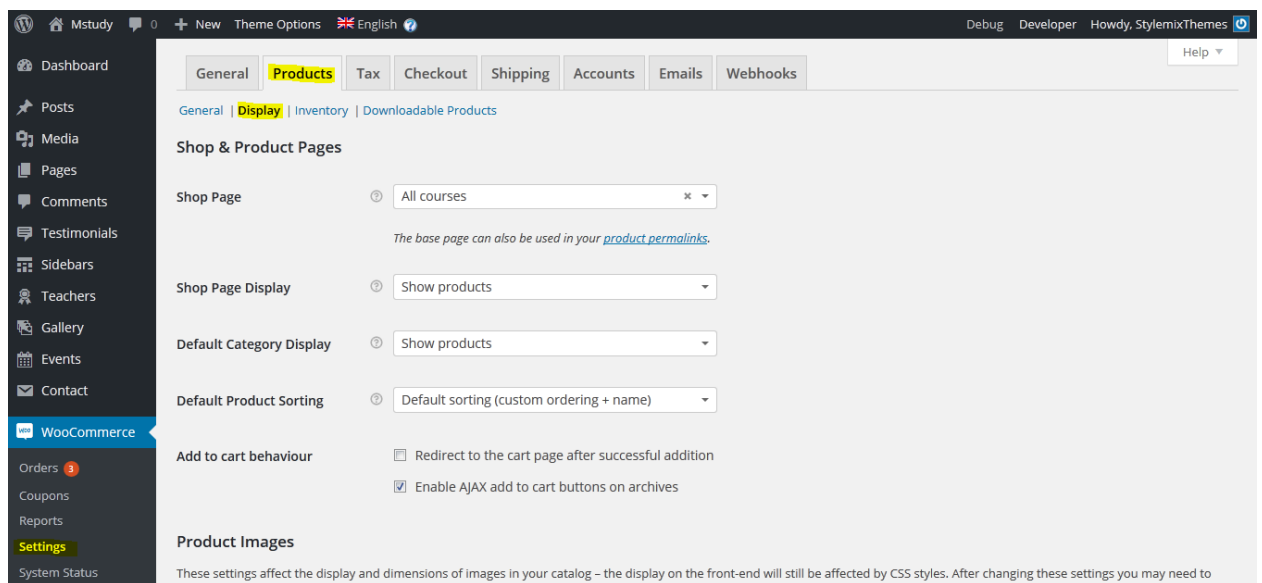 Mstudy 0 New Theme Options English Debug Developer Howdy, StylemixThemes
Help
Dashboard
Posts
Media
Pages
Comments
Testimonials
Sidebars
Teachers
Gallery
Events
Contact
WooCommerce
Orders 3
Coupons
Reports
Settings
System Status
General Products Tax Checkout Shipping Accounts Emails Webhooks
General | Display | Inventory | Downloadable Products
Shop & Product Pages
Shop Page All courses
The base page can also be used in your product permalinks.
Shop Page Display Show products
Default Category Display Show products
Default Product Sorting Default sorting (custom ordering + name)
Add to cart behaviour Redirect to the cart page after successful addition
Enable AJAX add to cart buttons on archives
Product Images
These settings affect the display and dimensions of images in your catalog – the display on the front-end will still be affected by CSS styles. After changing these settings you may need to